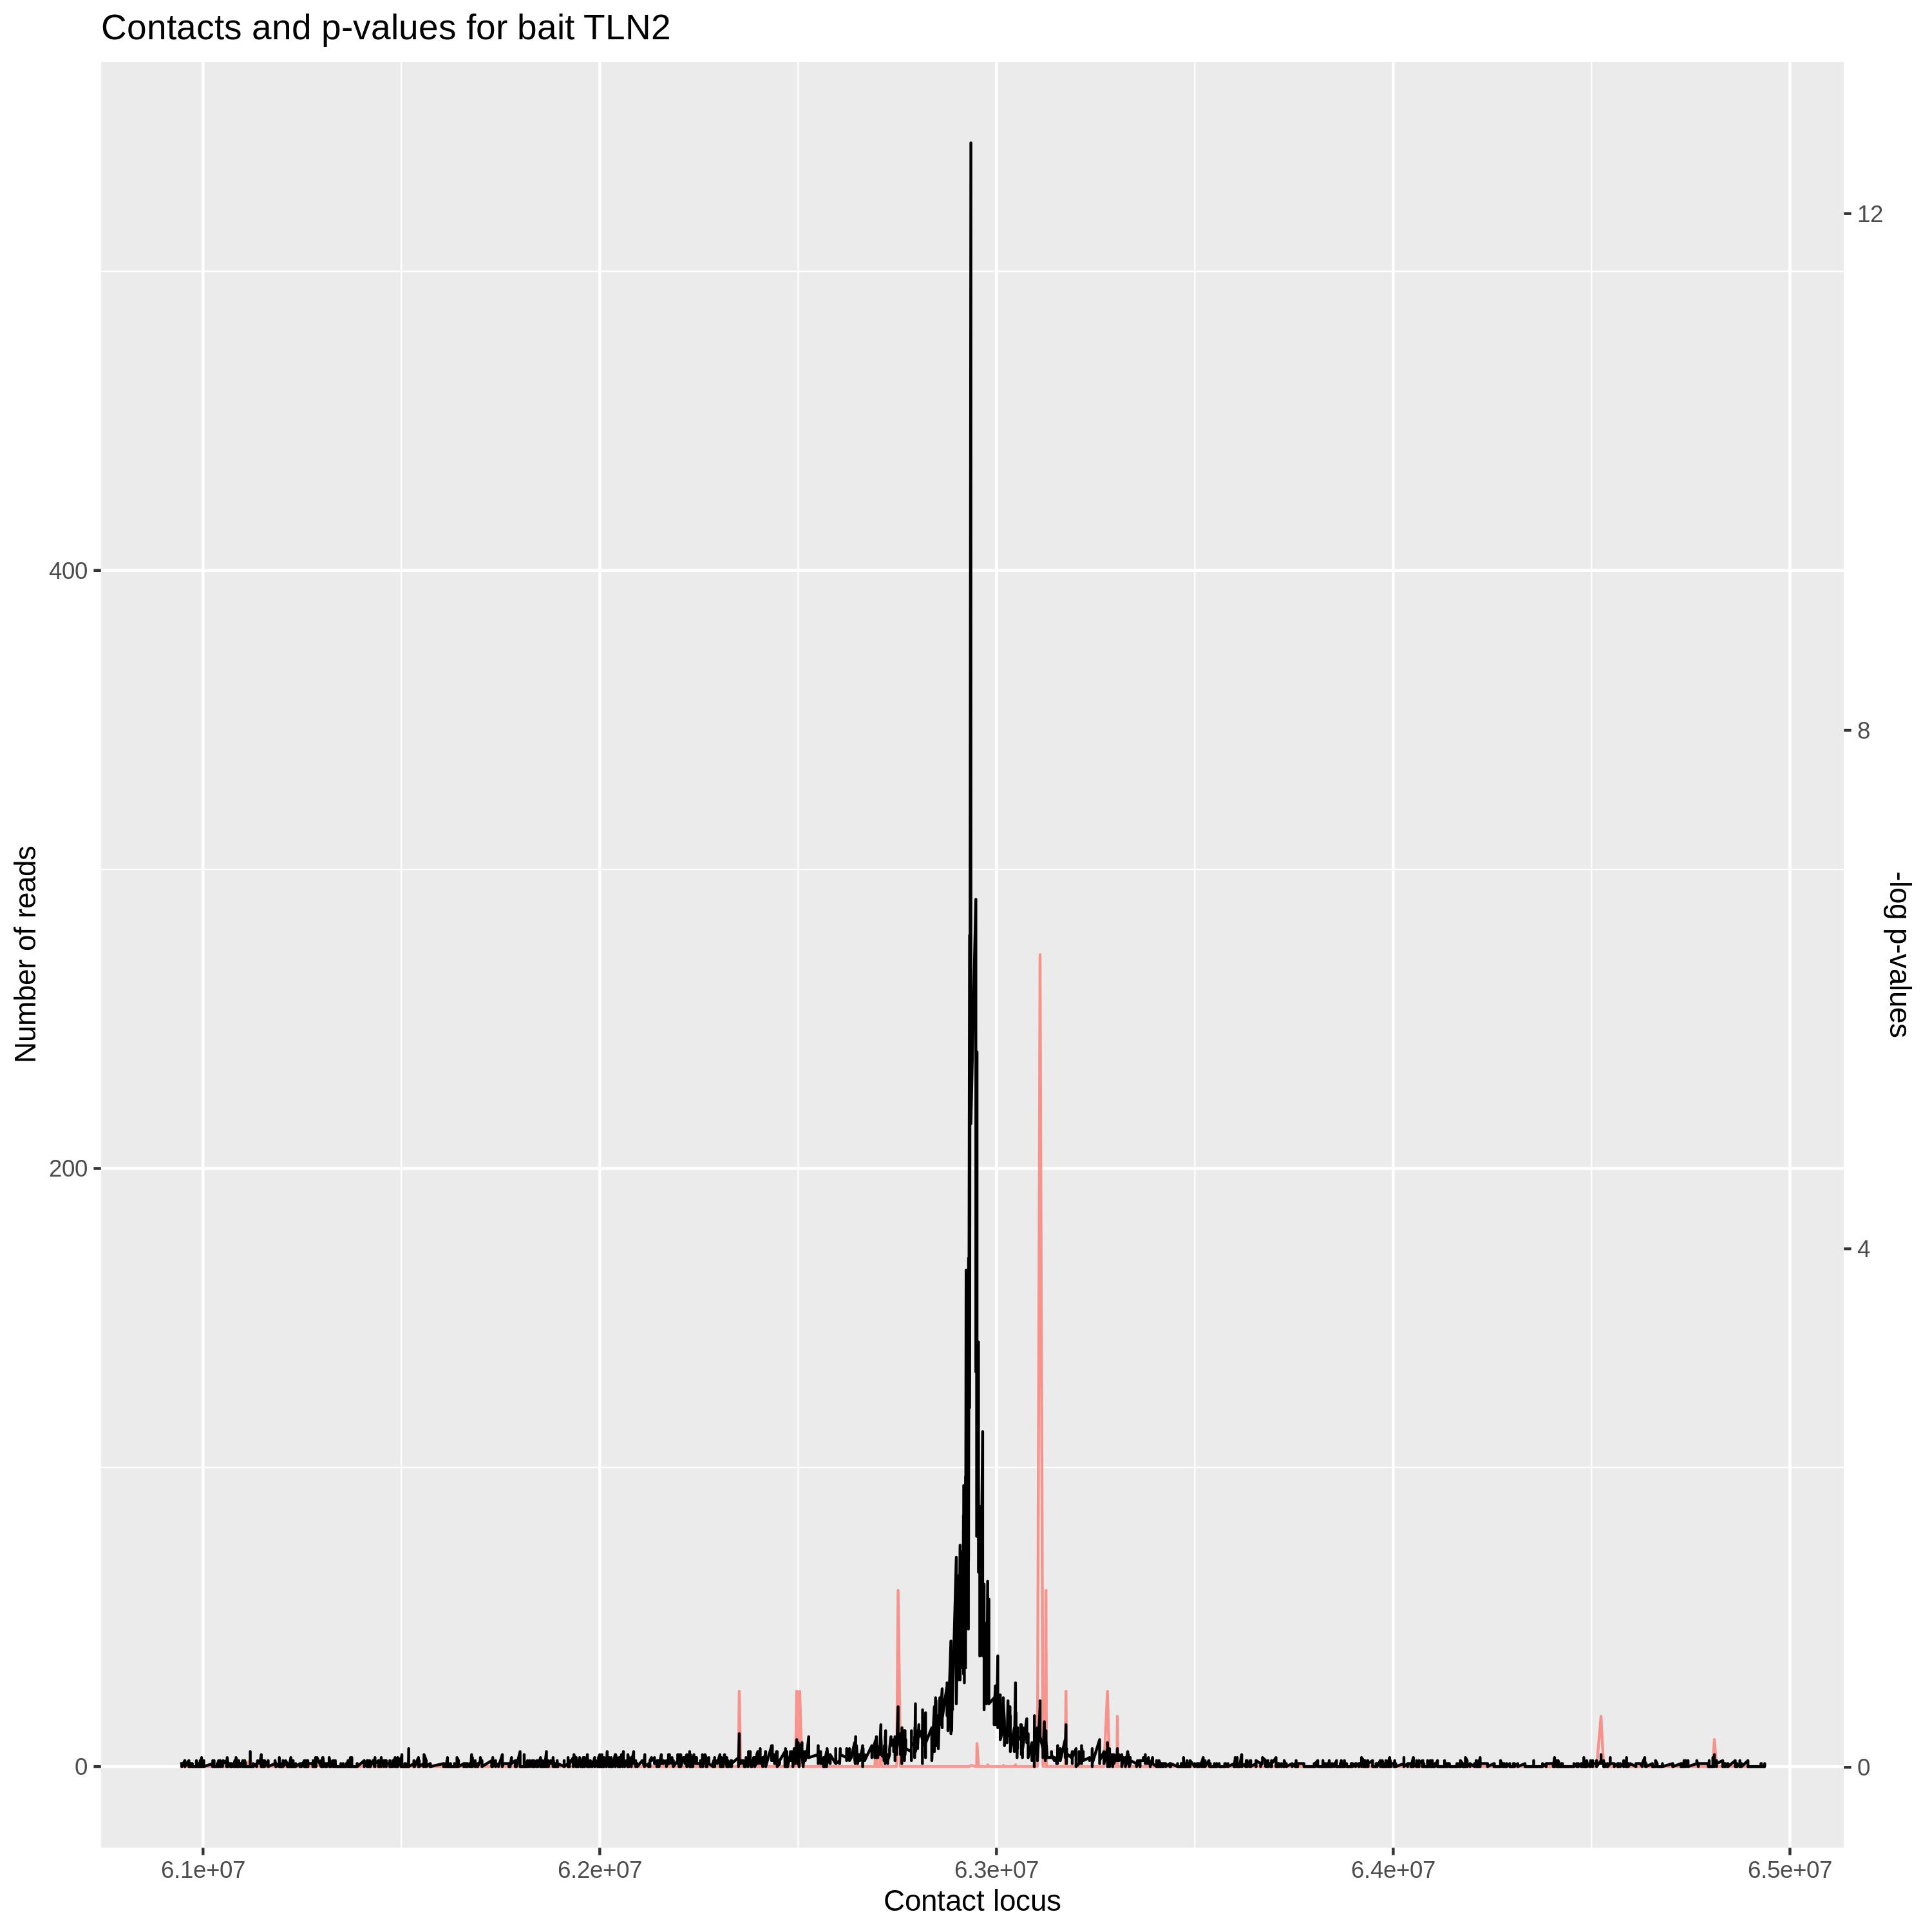 Contacts and p-values for bait TLN2
Number of reads
400
200
0
12
8
4
0
-log p-values
6.1e+07 6.2e+07 6.3e+07 6.4e+07 6.5e+07
Contact locus